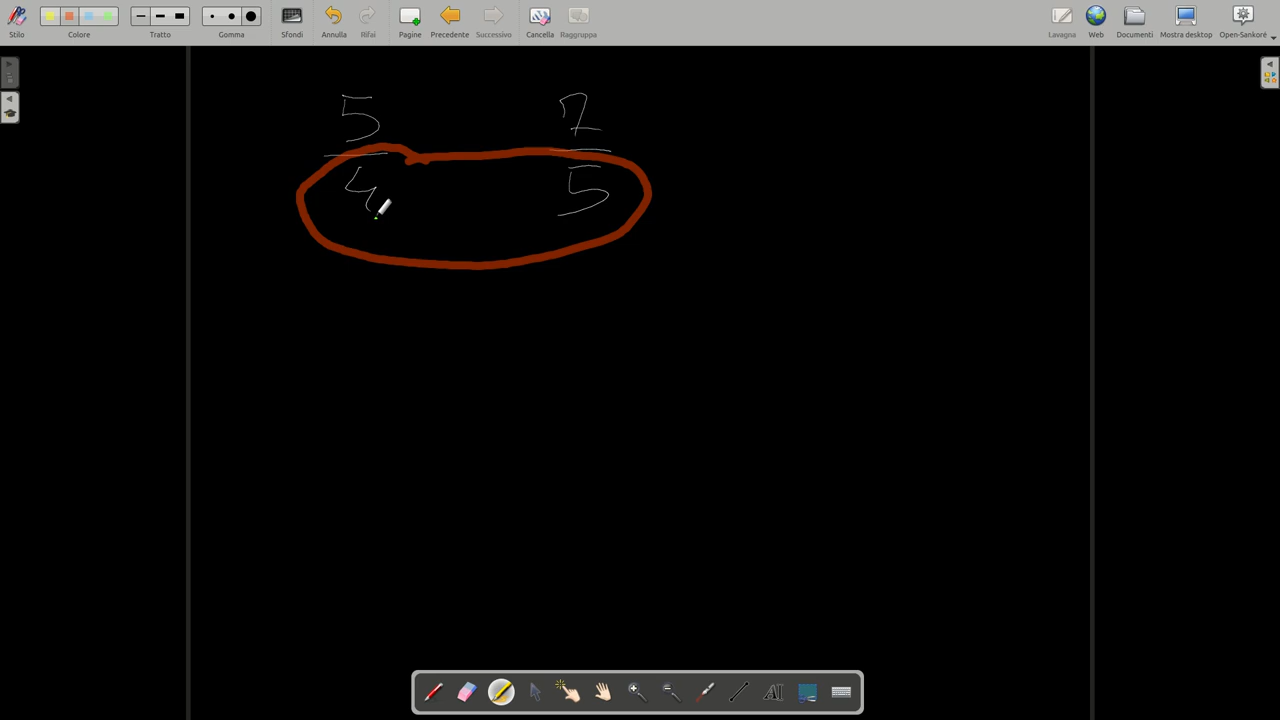 Stilo Colore Tratto Gomma Sfondi Annulla Rifai Pagine Precedente Successivo Cancella Raggruppa Lavagna Web Documenti Mostra desktop Open-Sankoré
5 7
4 5
AI